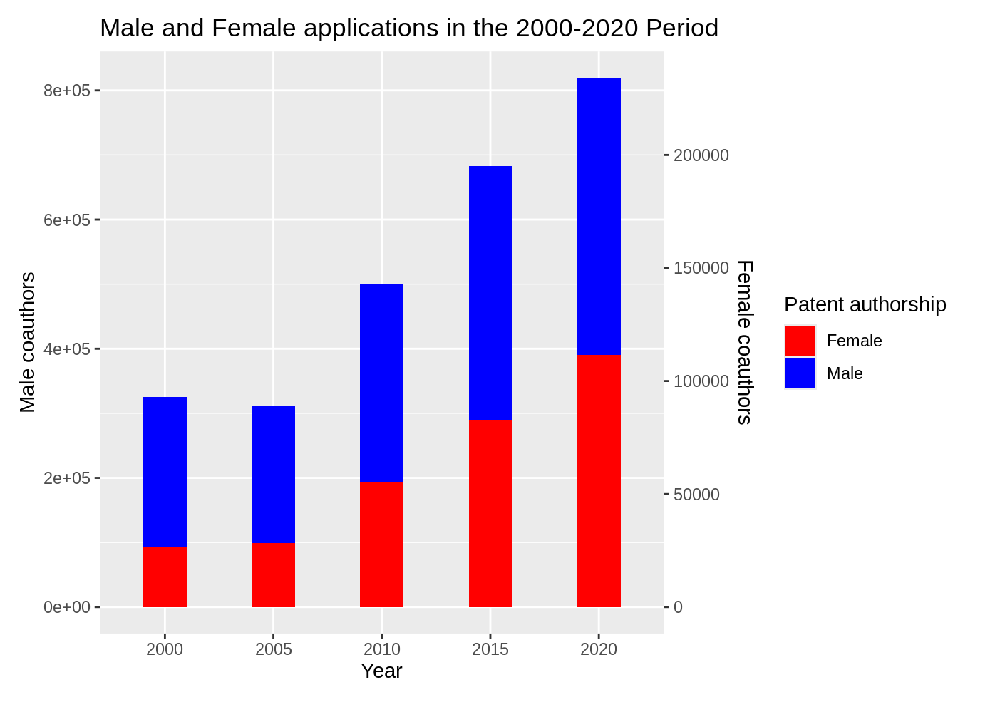 Male and Female applications in the 2000-2020 Period
8e+05
6e+05
4e+05
2e+05
0e+00
Male coauthors
200000
150000
100000
50000
0
Female coauthors
2000 2005 2010 2015 2020
Year
Patent authorship
Female
Male